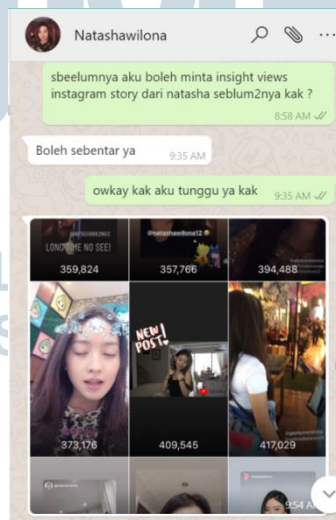 Natashawilona
sbeelumnya aku boleh minta insight views
instagram story dari natasha seblum2nya kak ?
8:58 AM
Boleh sebentar ya
9:35 AM
owkay kak aku tunggu ya kak
9:35 AM
LONG TIME NO SEE!
@natashawilona12
359,824
357,766
394,488
NEW
POST!
373,176
409,545
417,029
9:54 A